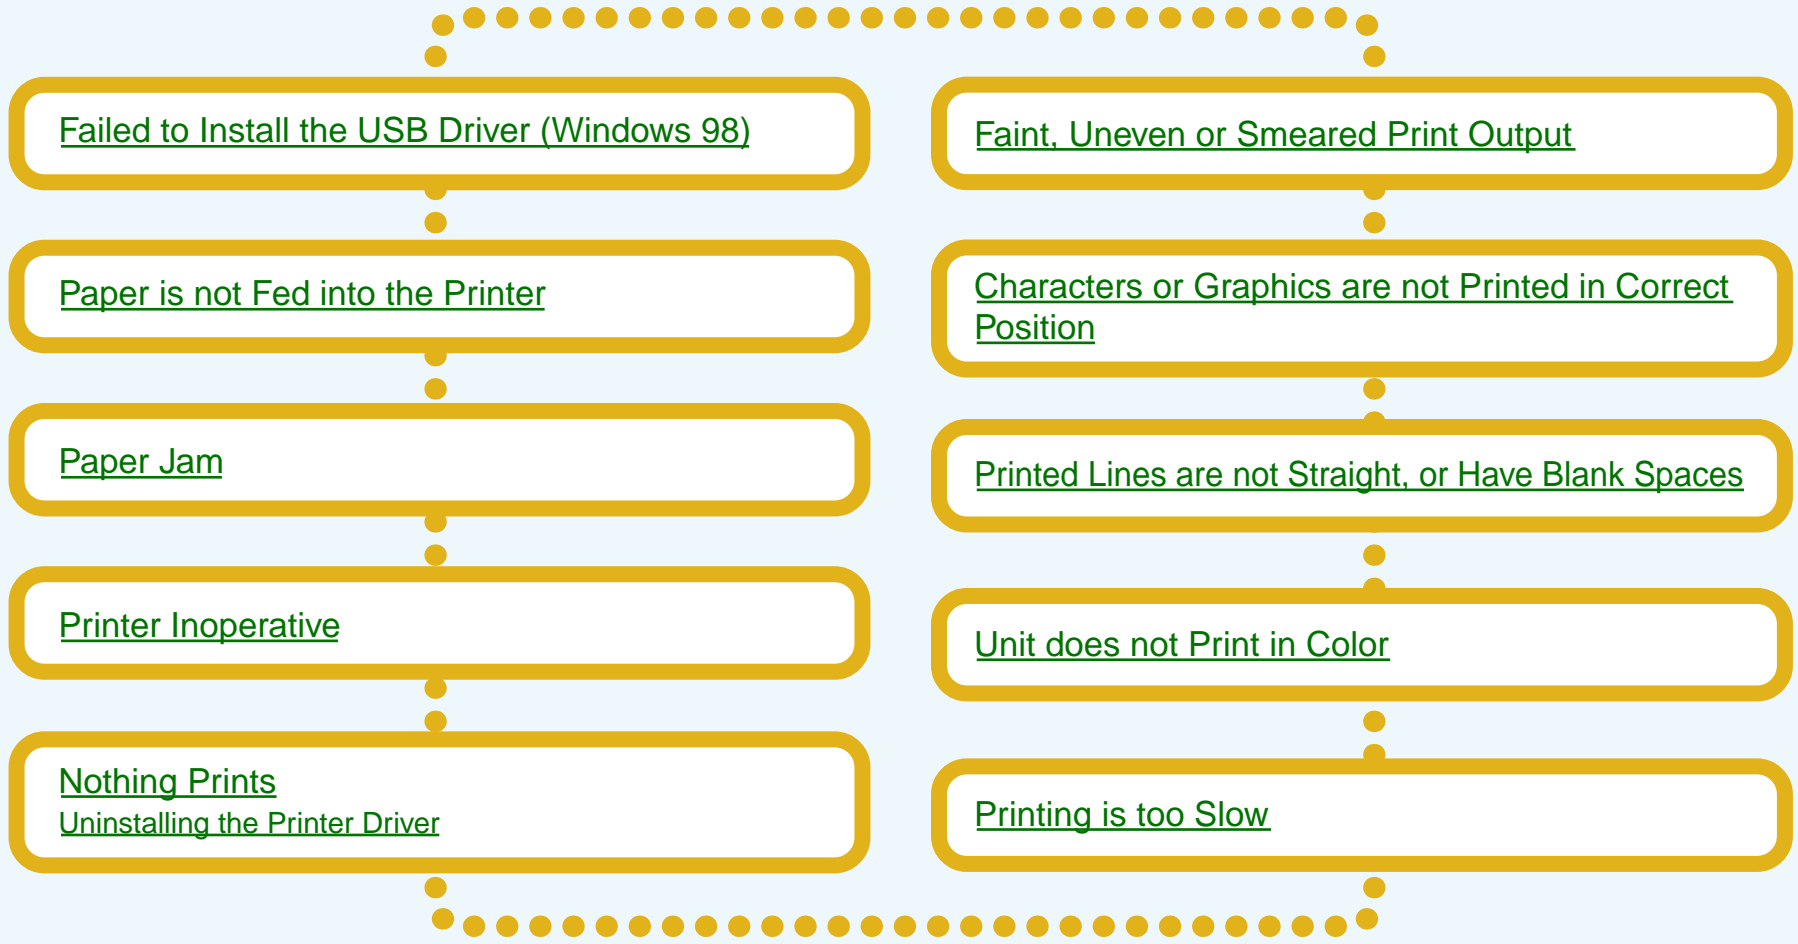 Failed to Install the USB Driver (Windows 98)
Paper is not Fed into the Printer
Paper Jam
Printer Inoperative
Nothing Prints
Uninstalling the Printer Driver
Faint, Uneven or Smeared Print Output
Characters or Graphics are not Printed in Correct
Position
Printed Lines are not Straight, or Have Blank Spaces
Unit does not Print in Color
Printing is too Slow